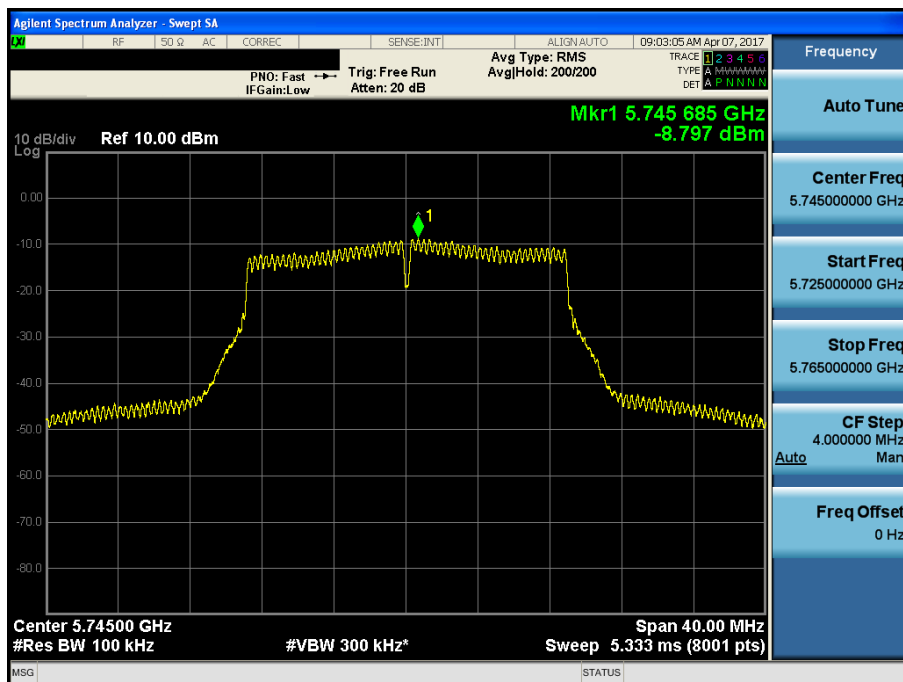 Agilent Spectrum Analyzer - Swept SA
LXI RF 50 Ω AC CORREC SENSE:INT ALIGN AUTO 09:03:05 AM Apr 07, 2017
Frequency
PNO: Fast
IFGain:Low
Trig: Free Run
Atten: 20 dB
Avg Type: RMS
Avg|Hold: 200/200
TRACE 1 2 3 4 5 6
TYPE A M W W W W W
DET A P N N N N
Auto Tune
Mkr1 5.745 685 GHz
-8.797 dBm
10 dB/div Ref 10.00 dBm
Log
1
0.00
-10.0
-20.0
-30.0
-40.0
-50.0
-60.0
-70.0
-80.0
Center Freq
5.745000000 GHz
Start Freq
5.725000000 GHz
Stop Freq
5.765000000 GHz
CF Step
4.000000 MHz
Auto Man
Freq Offset
0 Hz
Center 5.74500 GHz Span 40.00 MHz
#Res BW 100 kHz #VBW 300 kHz* Sweep 5.333 ms (8001 pts)
MSG STATUS